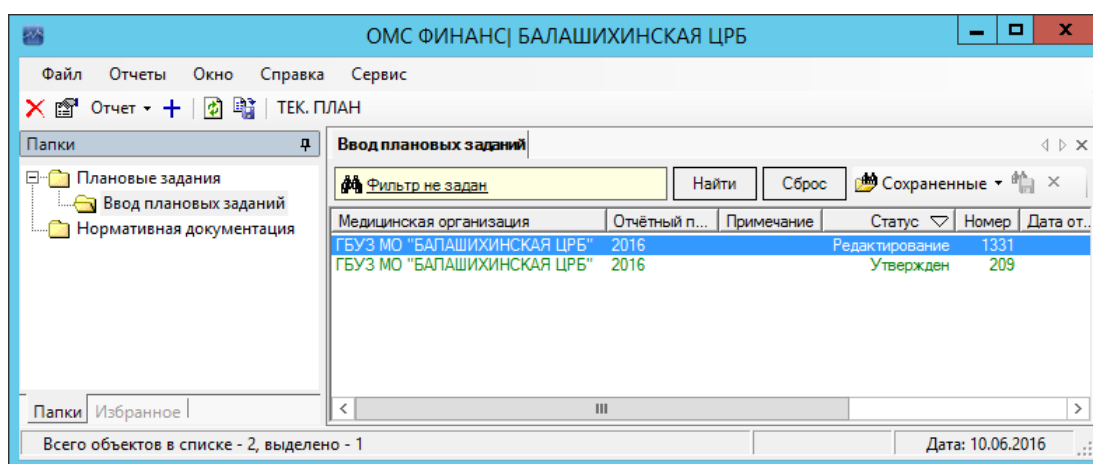 ОМС ФИНАНС| БАЛАШИХИНСКАЯ ЦРБ
Файл Отчеты Окно Справка Сервис
Отчет ТЕК. ПЛАН
Папки
Плановые задания
Ввод плановых заданий
Нормативная документация
Папки Избранное
Ввод плановых заданий
Фильтр не задан Найти Сброс Сохраненные
Медицинская организация Отчётный п... Примечание Статус Номер Дата от..
ГБУЗ МО "БАЛАШИХИНСКАЯ ЦРБ" 2016 Редактирование 1331
ГБУЗ МО "БАЛАШИХИНСКАЯ ЦРБ" 2016 Утвержден 209
Всего объектов в списке - 2, выделено - 1 Дата: 10.06.2016